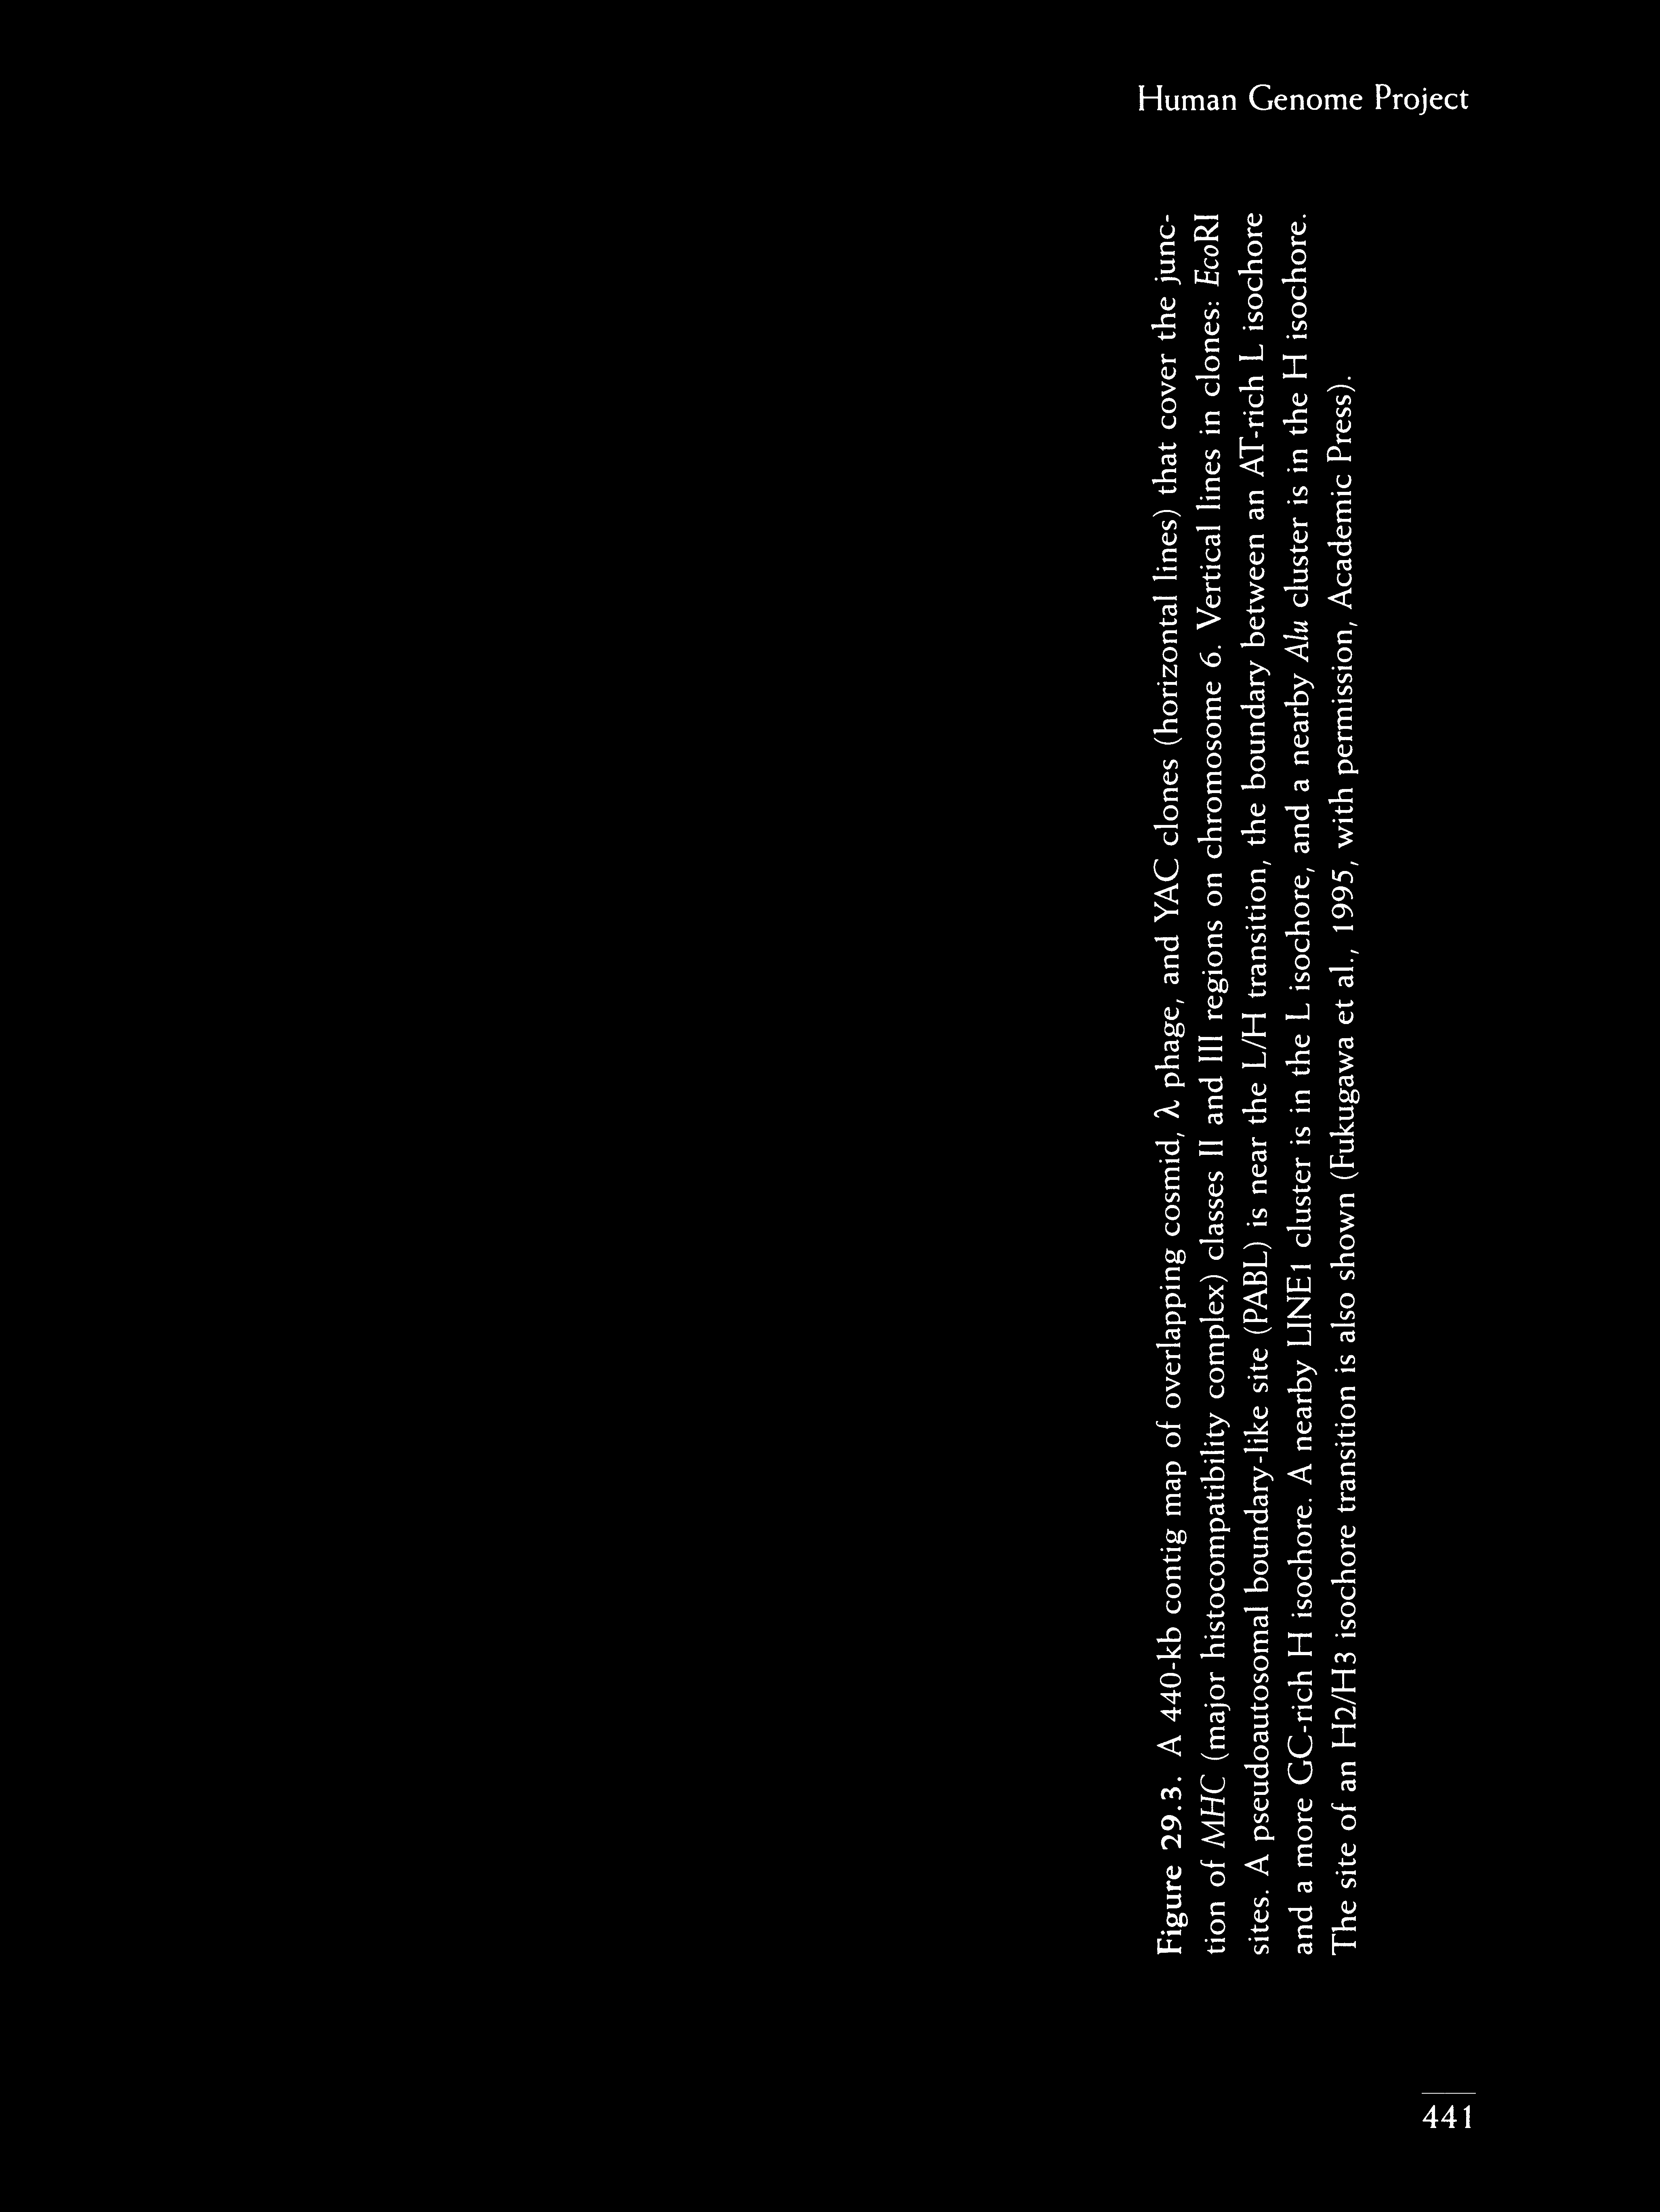 Human Genome Project
Figure 29.3. A 440-kb contig map of overlapping cosmid, λ phage, and YAC clones (horizontal lines) that cover the junc-
tion of MHC (major histocompatibility complex) classes II and III regions on chromosome 6. Vertical lines in clones: EcoRI
sites. A pseudoautosomal boundary-like site (PABL) is near the L/H transition, the boundary between an AT-rich L isochore
and a more GC-rich H isochore. A nearby LINE1 cluster is in the L isochore, and a nearby Alu cluster is in the H isochore.
The site of an H2/H3 isochore transition is also shown (Fukugawa et al., 1995, with permission, Academic Press).
441